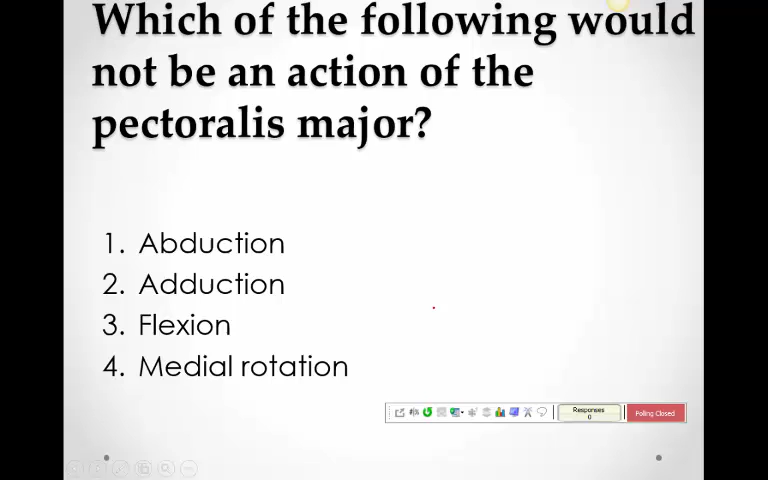 Which of the following would
not be an action of the
pectoralis major?
1. Abduction
2. Adduction
3. Flexion
4. Medial rotation
Responses
0
Polling Closed